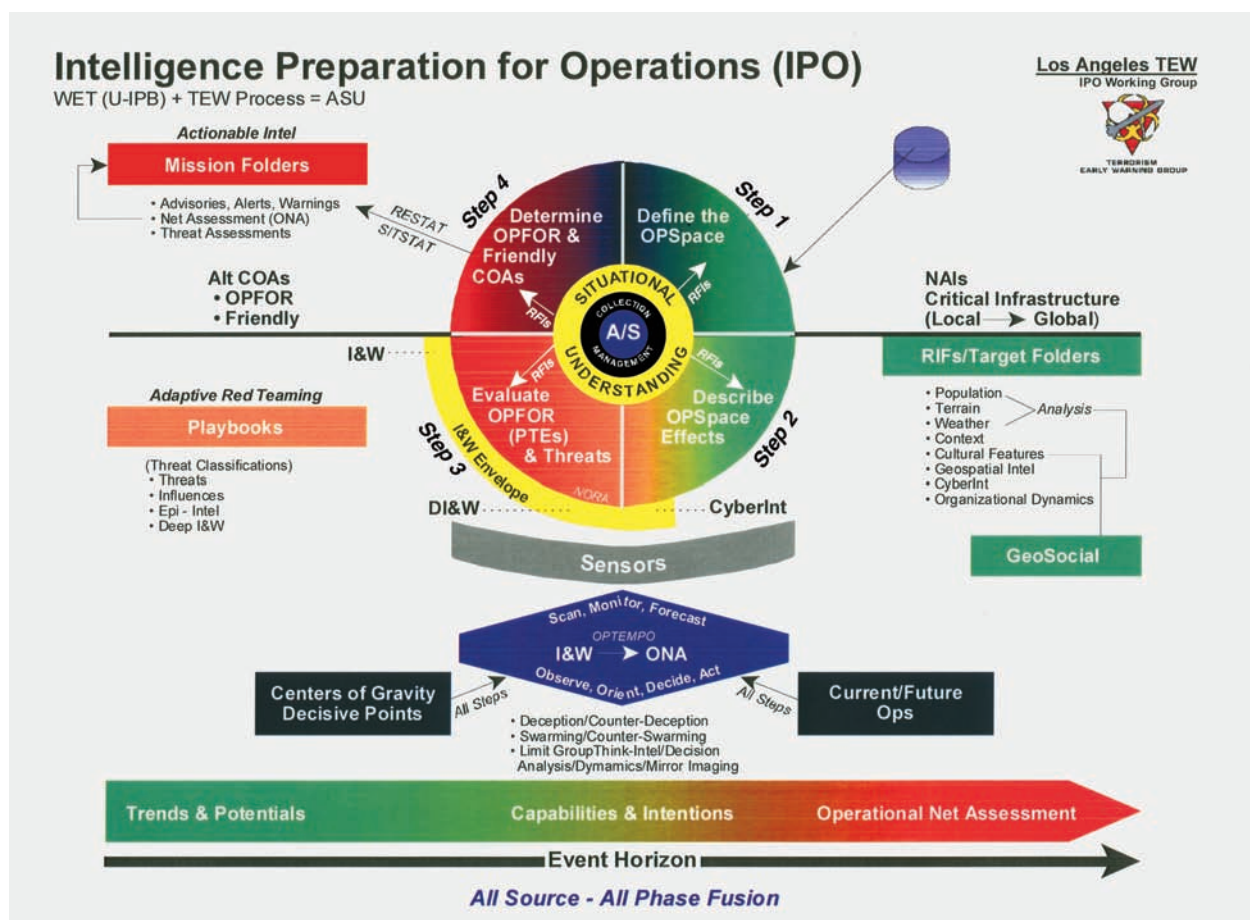 Intelligence Preparation for Operations (IPO)
WET (U-IPB) + TEW Process = ASU
Los Angeles TEW
IPO Working Group
TERRORISM
EARLY WARNING GROUP
Actionable Intel
Mission Folders
• Advisories, Alerts, Warnings
• Net Assessment (ONA)
• Threat Assessments
RESTAT
SITSTAT
Step 4
Determine
OPFOR &
Friendly
COAs
RFIs
Step 1
Define the
OPSpace
RFIs
SITUATIONAL
COLLECTION
A/S
MANAGEMENT
UNDERSTANDING
Alt COAs
• OPFOR
• Friendly
NAIs
Critical Infrastructure
(Local Global)
I&W
RFIs
Evaluate
OPFOR
(PTEs)
& Threats
NORA
Step 3
I&W Envelope
RFIs
Describe
OPSpace
Effects
Step 2
RIFs/Target Folders
• Population
• Terrain
• Weather
• Context
• Cultural Features
• Geospatial Intel
• CyberInt
• Organizational Dynamics
Analysis
GeoSocial
Adaptive Red Teaming
Playbooks
(Threat Classifications)
• Threats
• Influences
• Epi - Intel
• Deep I&W
DI&W
CyberInt
Sensors
Scan, Monitor, Forecast
OPTEMPO
I&W ONA
Observe, Orient, Decide, Act
Centers of Gravity
Decisive Points
All Steps
All Steps
Current/Future
Ops
• Deception/Counter-Deception
• Swarming/Counter-Swarming
• Limit GroupThink-Intel/Decision
Analysis/Dynamics/Mirror Imaging
Trends & Potentials
Capabilities & Intentions
Operational Net Assessment
Event Horizon
All Source - All Phase Fusion